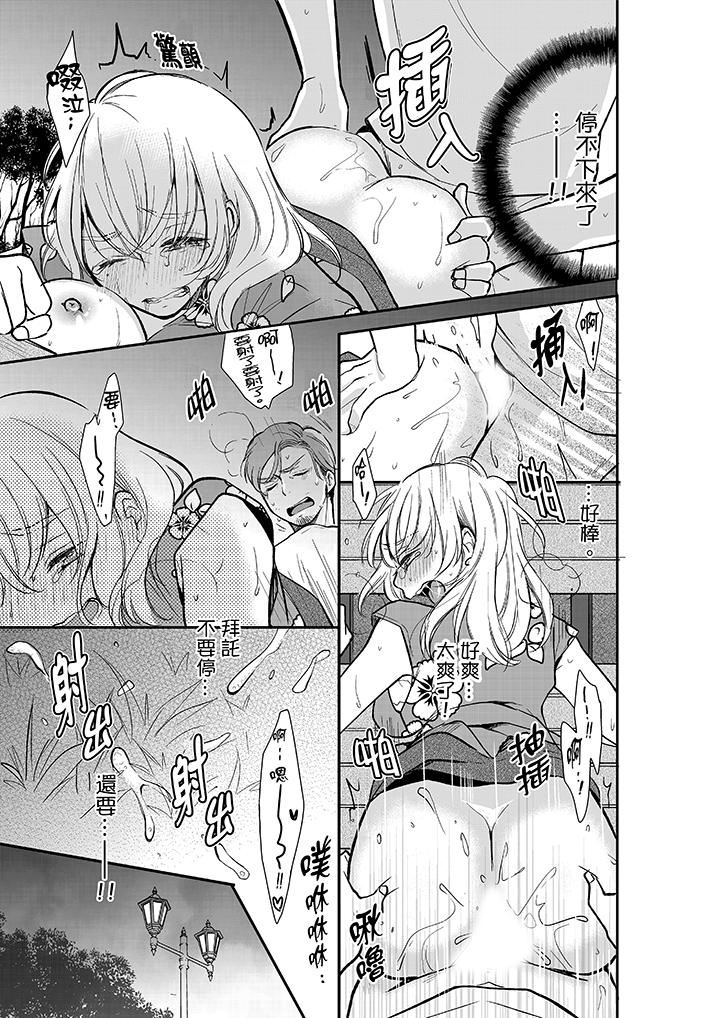 停不下來了
……——!!
插入
驚顫
啜泣…
啊…!
插入!
啪
…好棒。
哈…!
啊——!
要射了要射了。
啪
啪
要…
～～!!
好爽…
太爽了!
啊…
～～!!
啪
抽插
啾嚕
拜託
不要停…
射出
射出
還要……——!!
啊…嗯…
～～!!♡
噗咻咻咻…